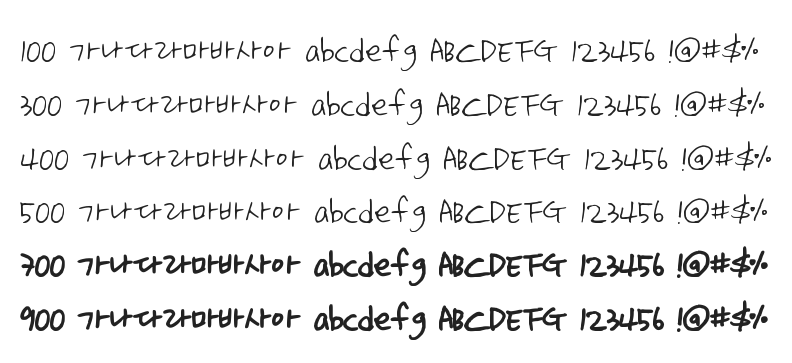 100 가나다라마바사아 abcdefg ABCDEFG 123456 !@#$%
300 가나다라마바사아 abcdefg ABCDEFG 123456 !@#$%
400 가나다라마바사아 abcdefg ABCDEFG 123456 !@#$%
500 가나다라마바사아 abcdefg ABCDEFG 123456 !@#$%
700 가나다라마바사아 abcdefg ABCDEFG 123456 !@#$%
900 가나다라마바사아 abcdefg ABCDEFG 123456 !@#$%